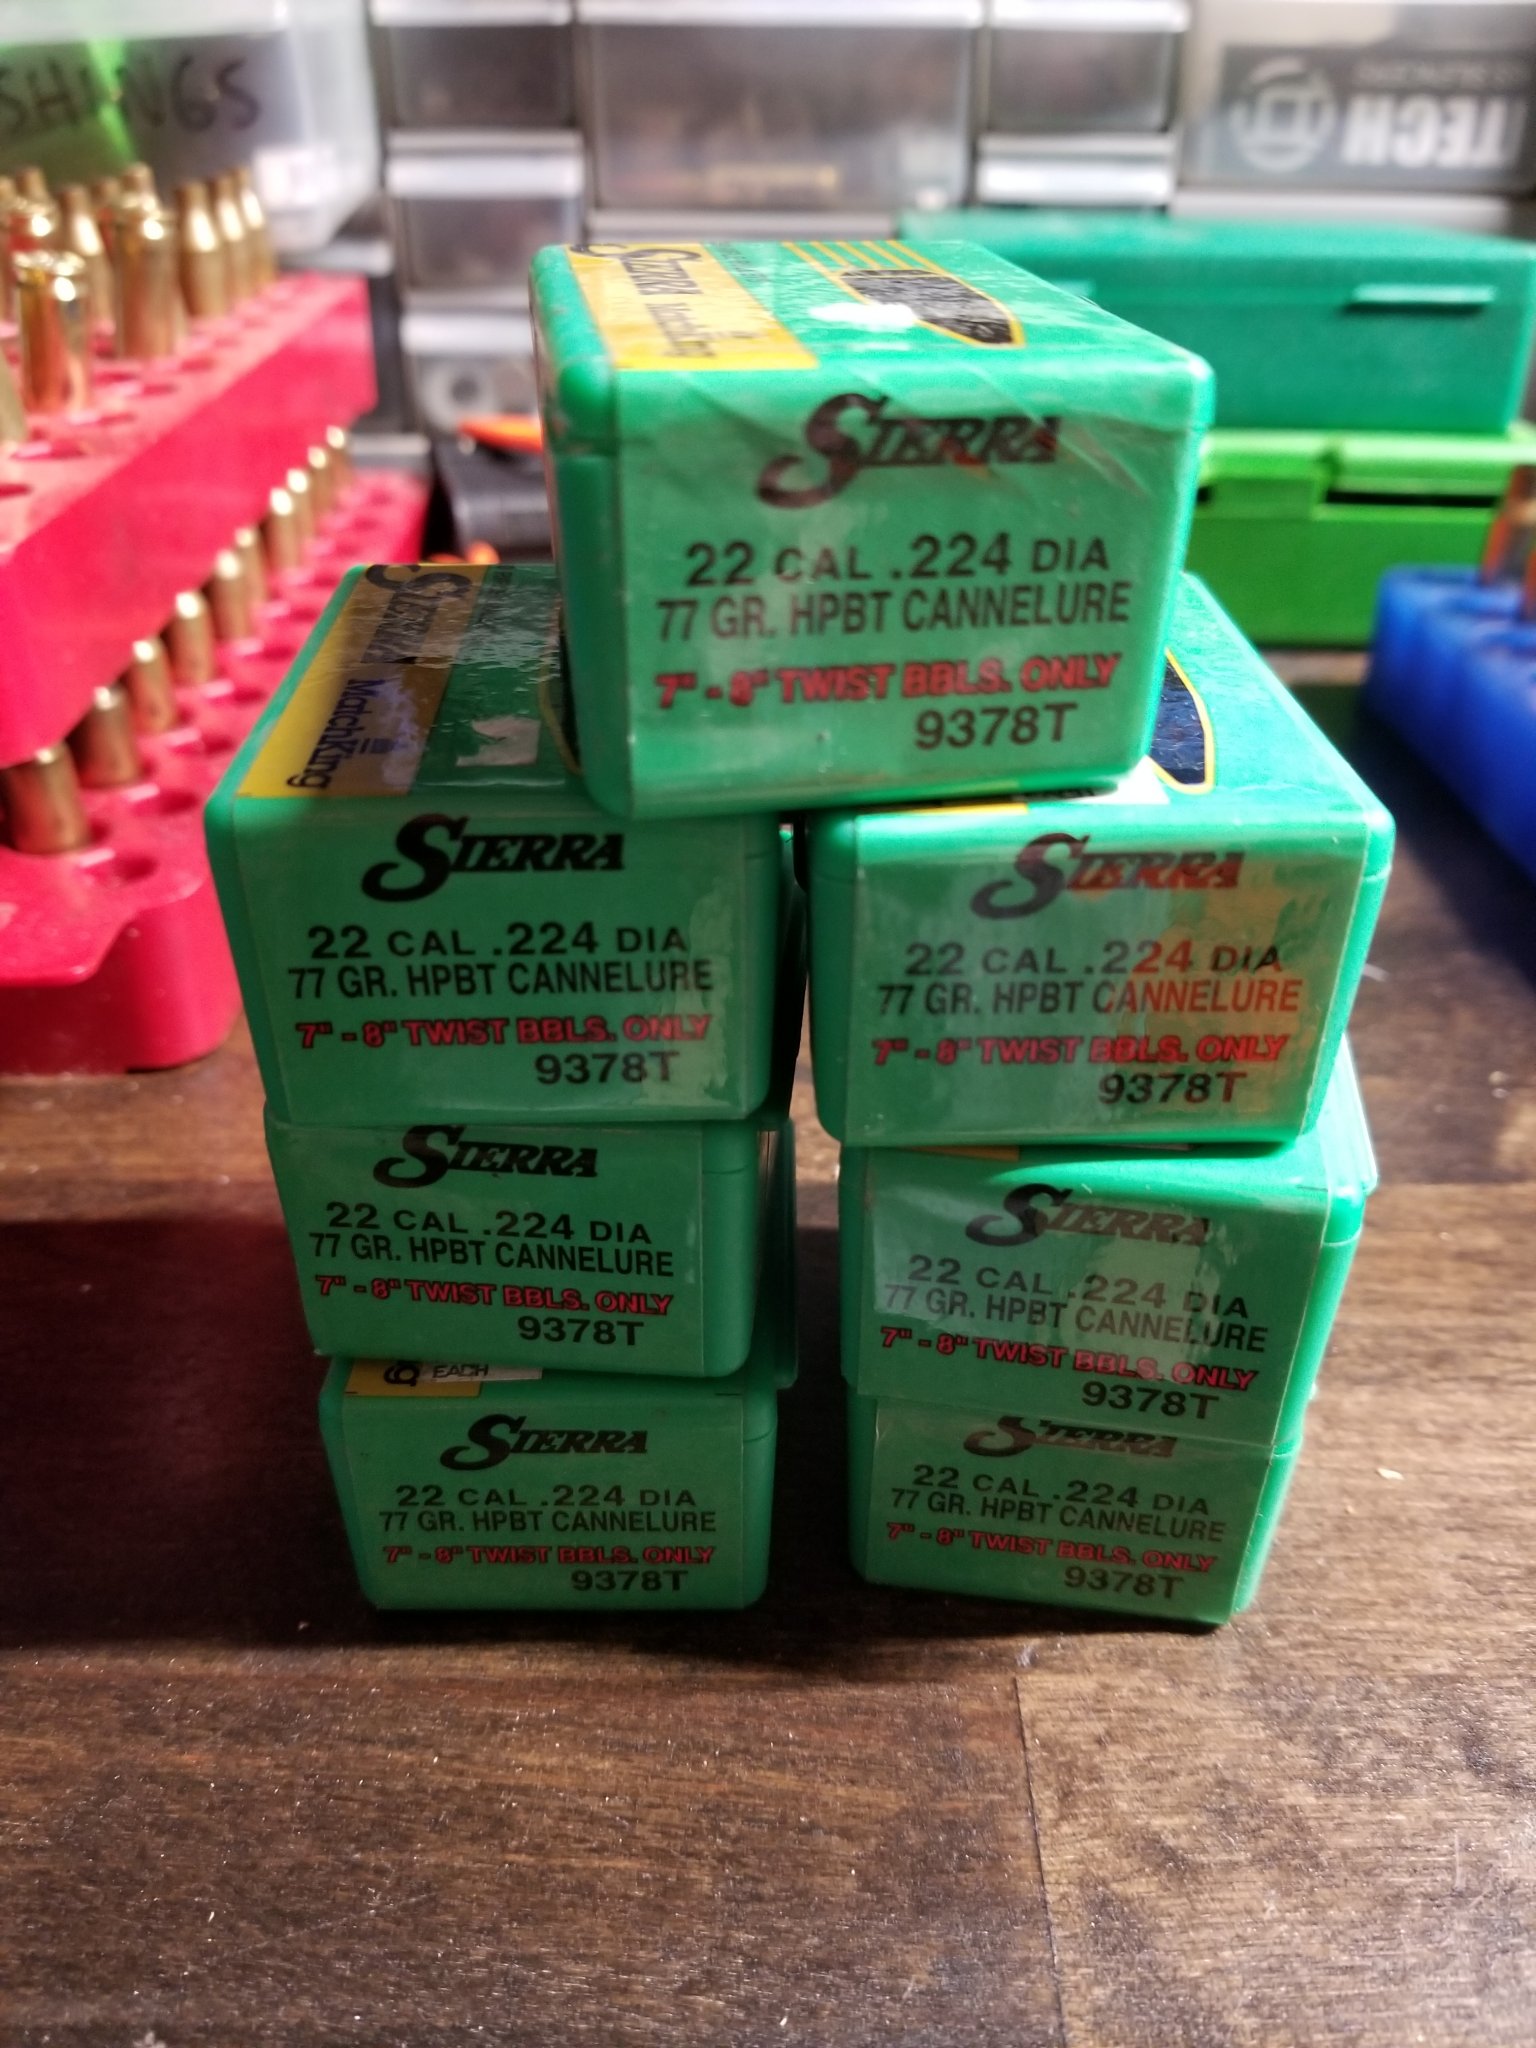 SHINGS
TECH
SIERRA
MatchKing
SIERRA
22 CAL .224 DIA
77 GR. HPBT CANNELURE
7" - 8" TWIST BBLS. ONLY
9378T
SIERRA
MatchKing
SIERRA
22 CAL .224 DIA
77 GR. HPBT CANNELURE
7" - 8" TWIST BBLS. ONLY
9378T
SIERRA
22 CAL .224 DIA
77 GR. HPBT CANNELURE
7" - 8" TWIST BBLS. ONLY
9378T
SIERRA
22 CAL .224 DIA
77 GR. HPBT CANNELURE
7" - 8" TWIST BBLS. ONLY
9378T
SIERRA
22 CAL .224 DIA
77 GR. HPBT CANNELURE
7" - 8" TWIST BBLS. ONLY
9378T
EACH
SIERRA
22 CAL .224 DIA
77 GR. HPBT CANNELURE
7" - 8" TWIST BBLS. ONLY
9378T
SIERRA
22 CAL .224 DIA
77 GR. HPBT CANNELURE
7" - 8" TWIST BBLS. ONLY
9378T